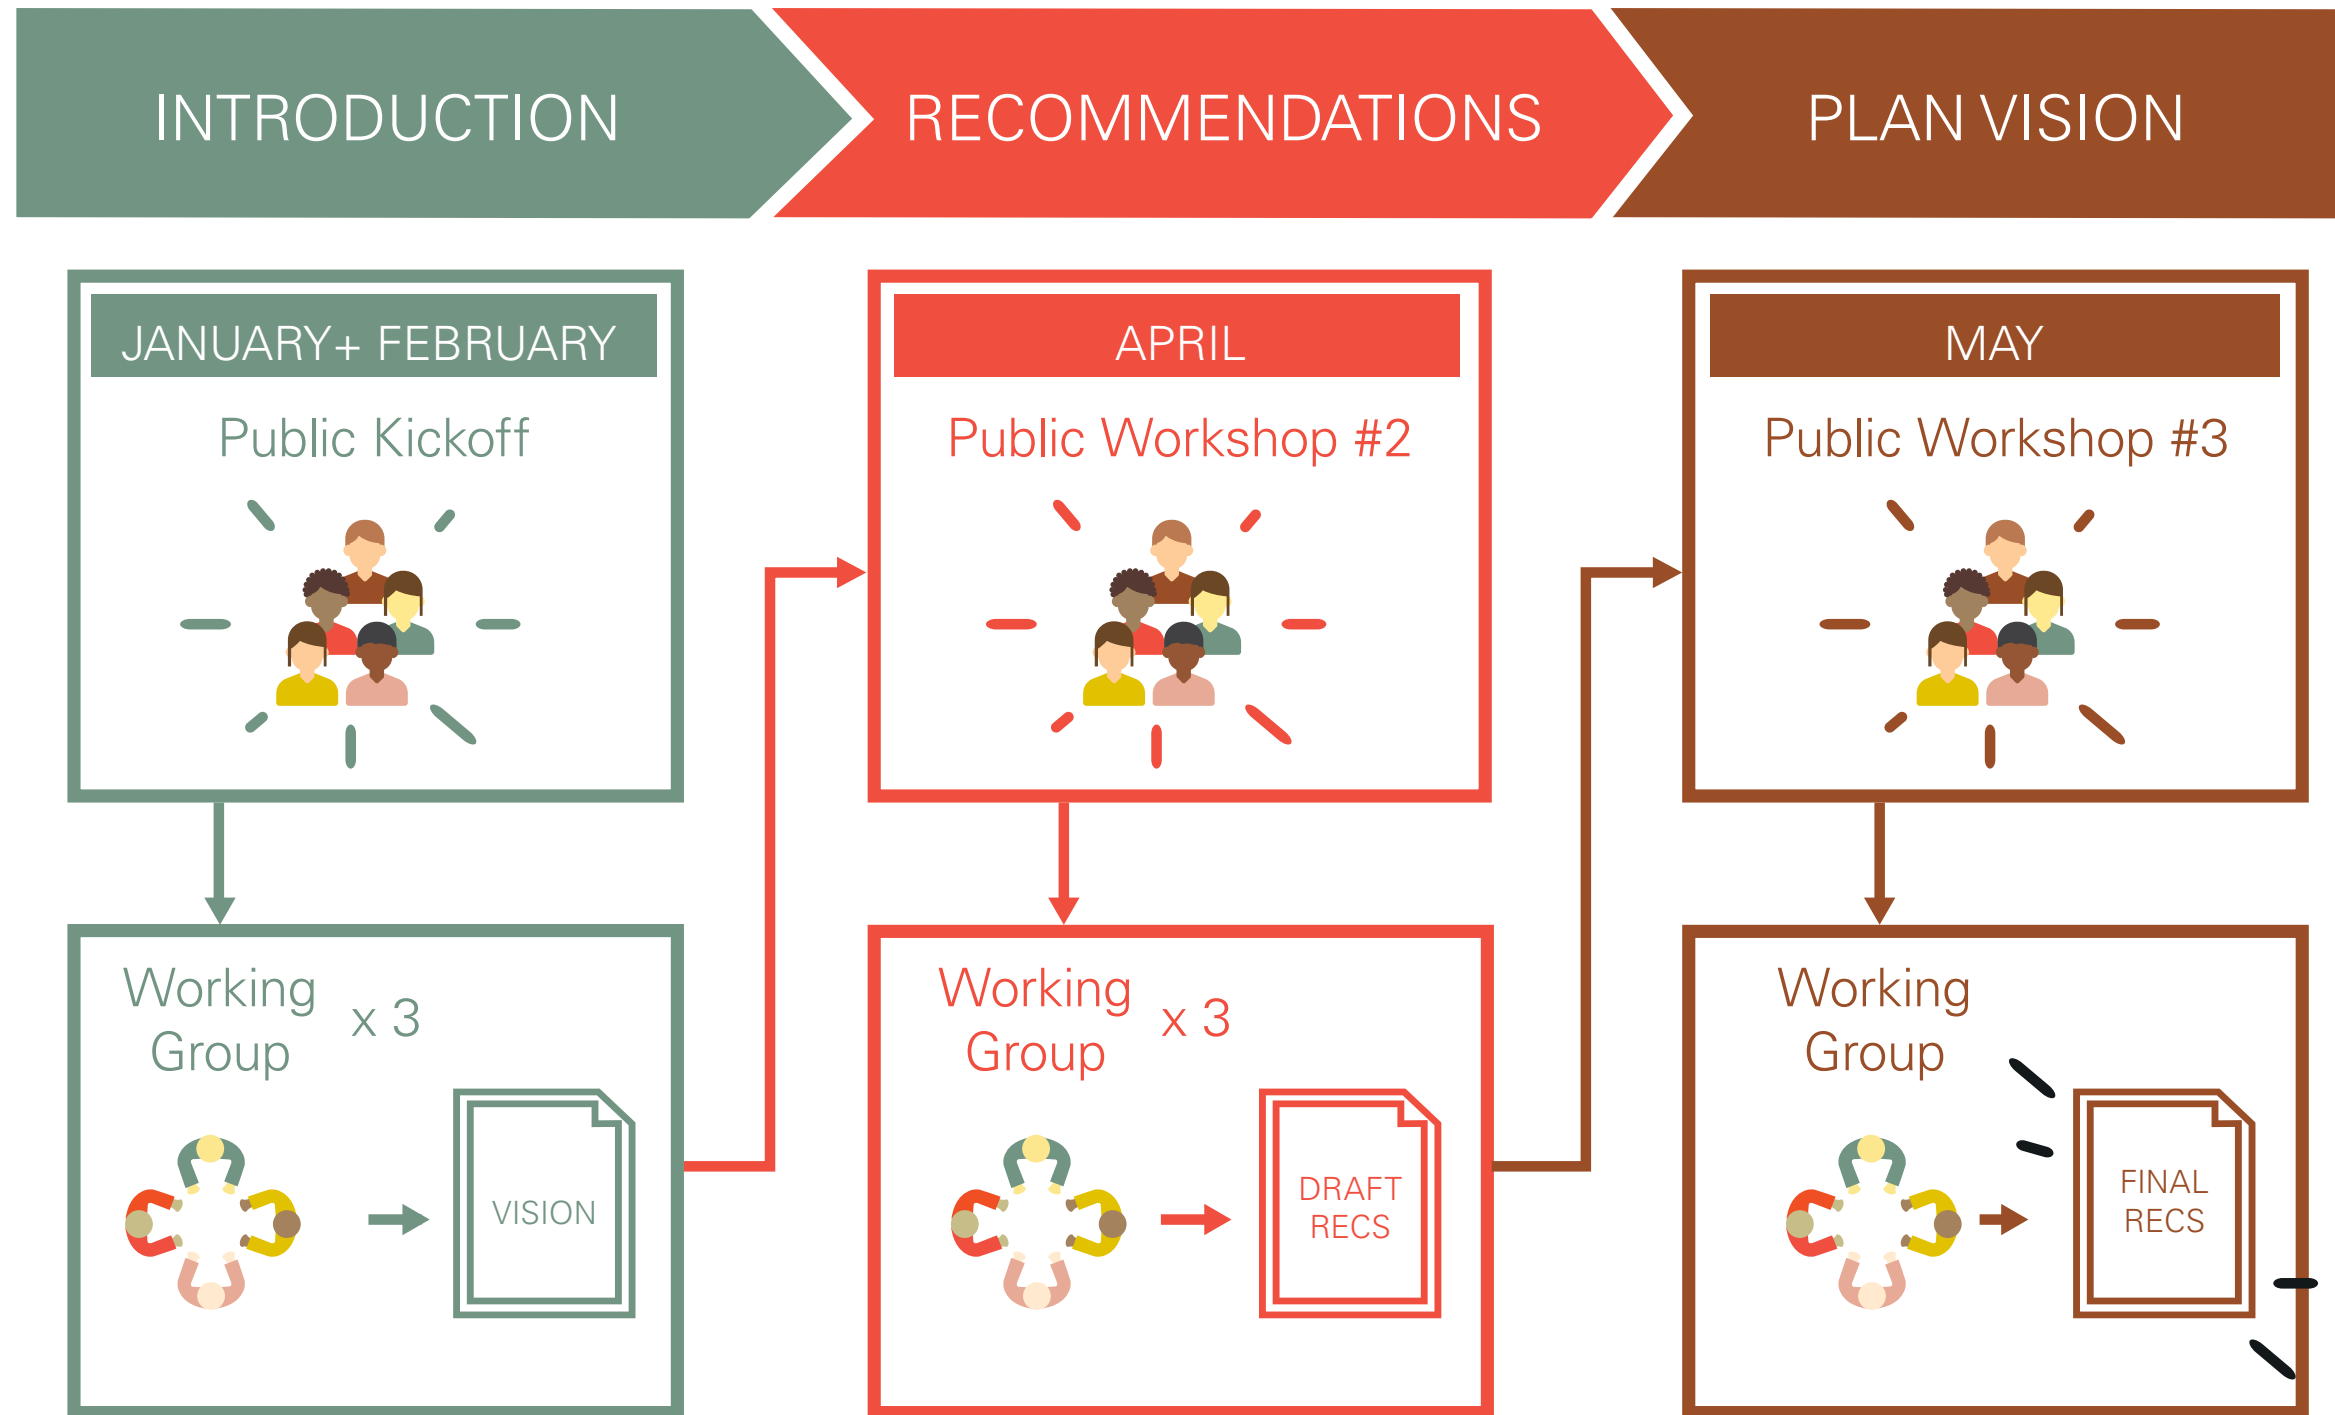 INTRODUCTION
RECOMMENDATIONS
PLAN VISION
JANUARY+ FEBRUARY
Public Kickoff
APRIL
Public Workshop #2
MAY
Public Workshop #3
Working
Group
x 3
VISION
Working
Group
x 3
DRAFT
RECS
Working
Group
FINAL
RECS